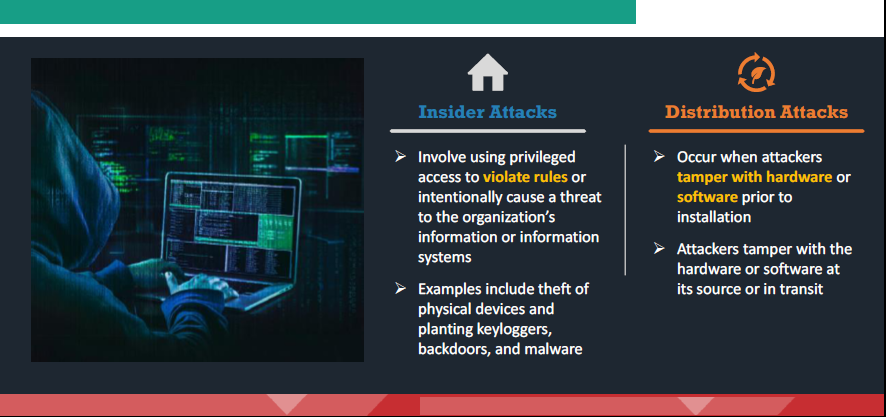 Insider Attacks
➢ Involve using privileged
access to violate rules or
intentionally cause a threat
to the organization’s
information or information
systems
➢ Examples include theft of
physical devices and
planting keyloggers,
backdoors, and malware
Distribution Attacks
➢ Occur when attackers
tamper with hardware or
software prior to
installation
➢ Attackers tamper with the
hardware or software at
its source or in transit